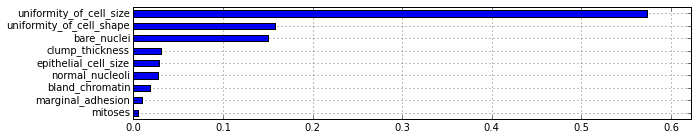 uniformity_of_cell_size
uniformity_of_cell_shape
bare_nuclei
clump_thickness
epithelial_cell_size
normal_nucleoli
bland_chromatin
marginal_adhesion
mitoses
0.0 0.1 0.2 0.3 0.4 0.5 0.6